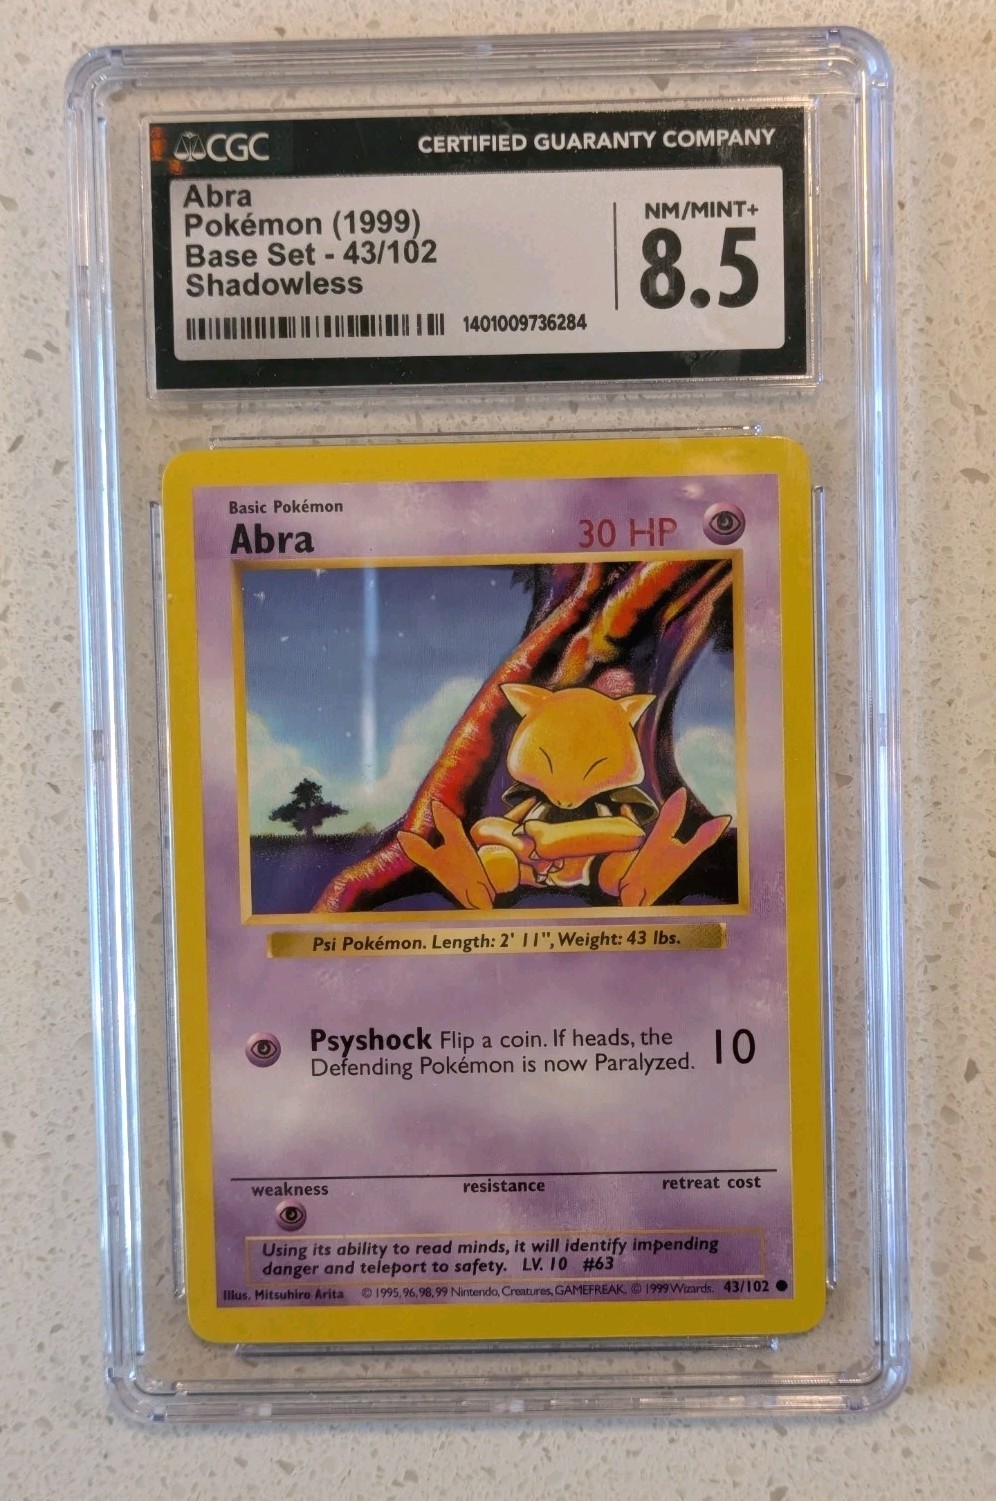 CGC CERTIFIED GUARANTY COMPANY
Abra
Pokémon (1999)
Base Set - 43/102
Shadowless
NM/MINT+
8.5
1401009736284
Basic Pokémon
Abra 30 HP
Psi Pokémon. Length: 2' 11", Weight: 43 lbs.
Psyshock Flip a coin. If heads, the 10
Defending Pokémon is now Paralyzed.
weakness resistance retreat cost
Using its ability to read minds, it will identify impending
danger and teleport to safety. LV. 10 #63
Illus. Mitsuhiro Arita © 1995, 96, 98, 99 Nintendo, Creatures, GAMEFREAK. © 1999 Wizards. 43/102 ●